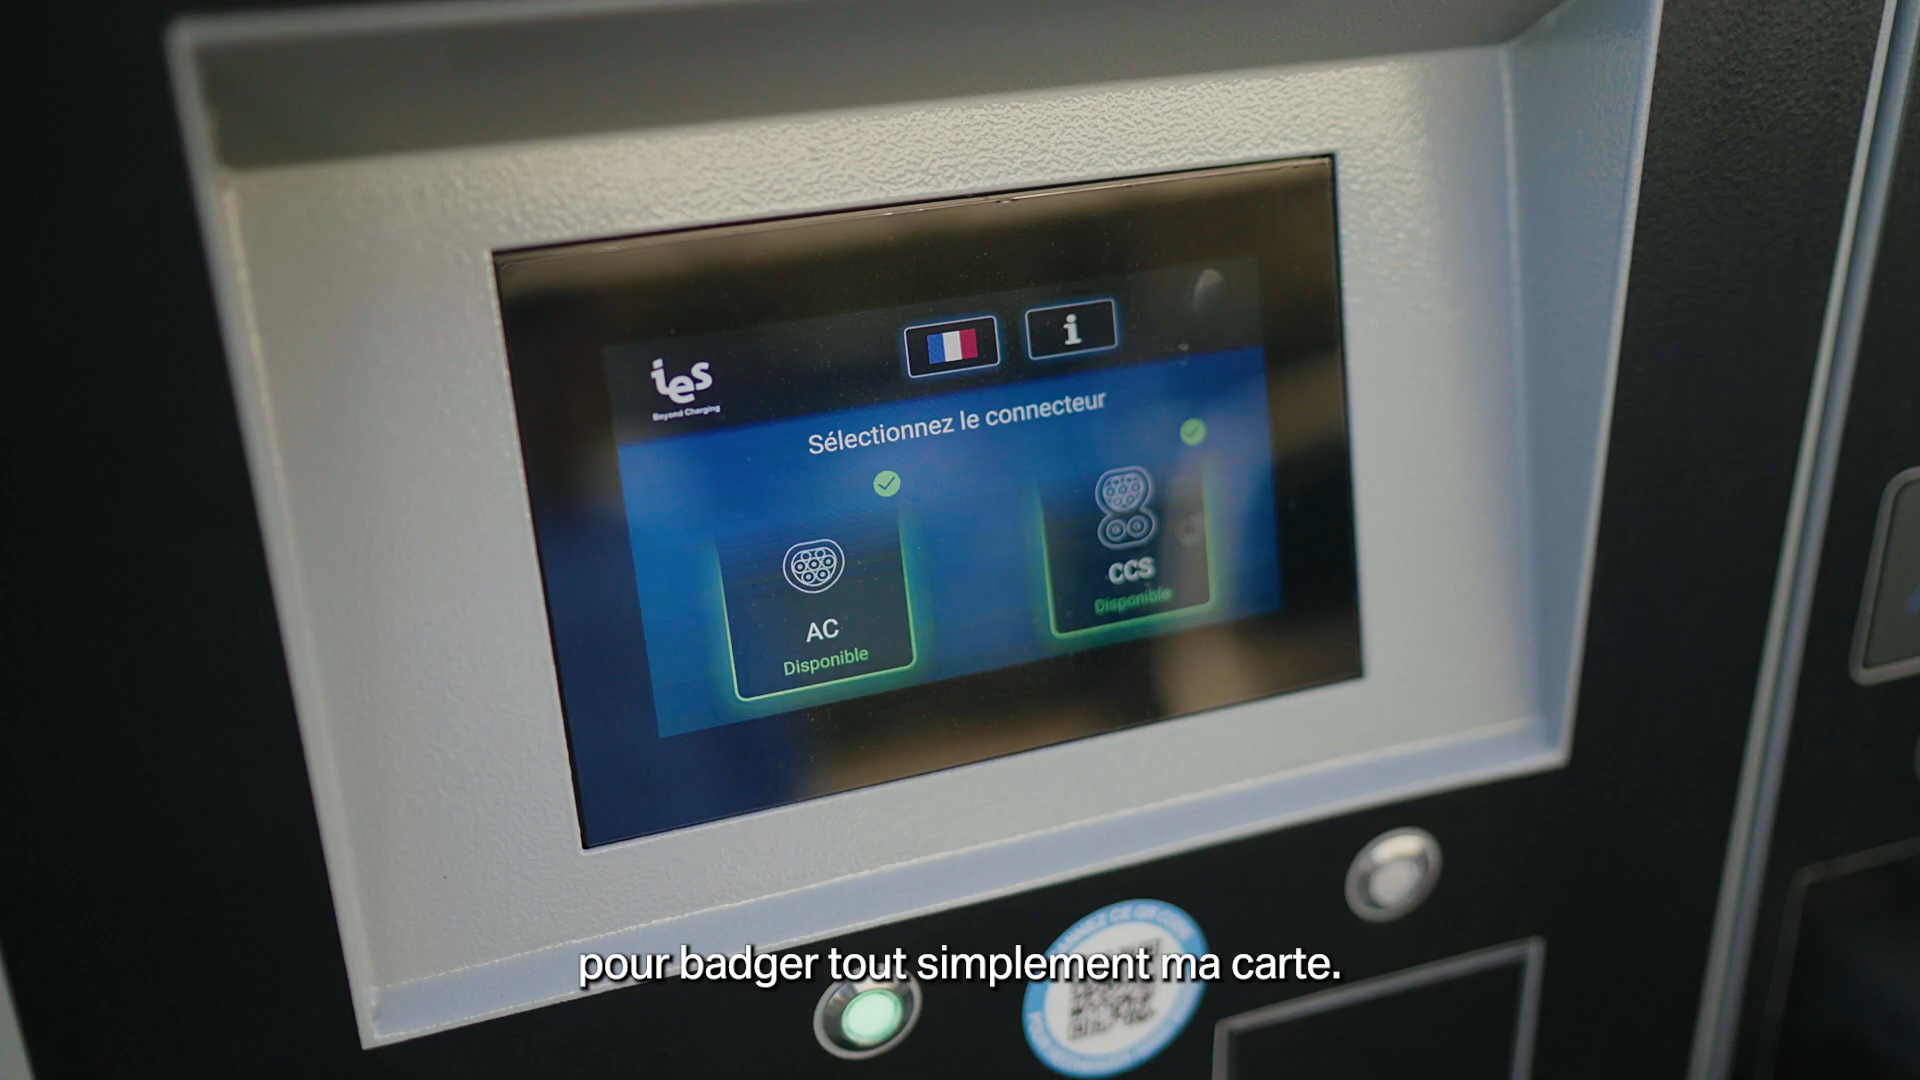 ies
Beyond Charging
i
Sélectionnez le connecteur
AC
Disponible
CCS
Disponible
pour badger tout simplement ma carte.